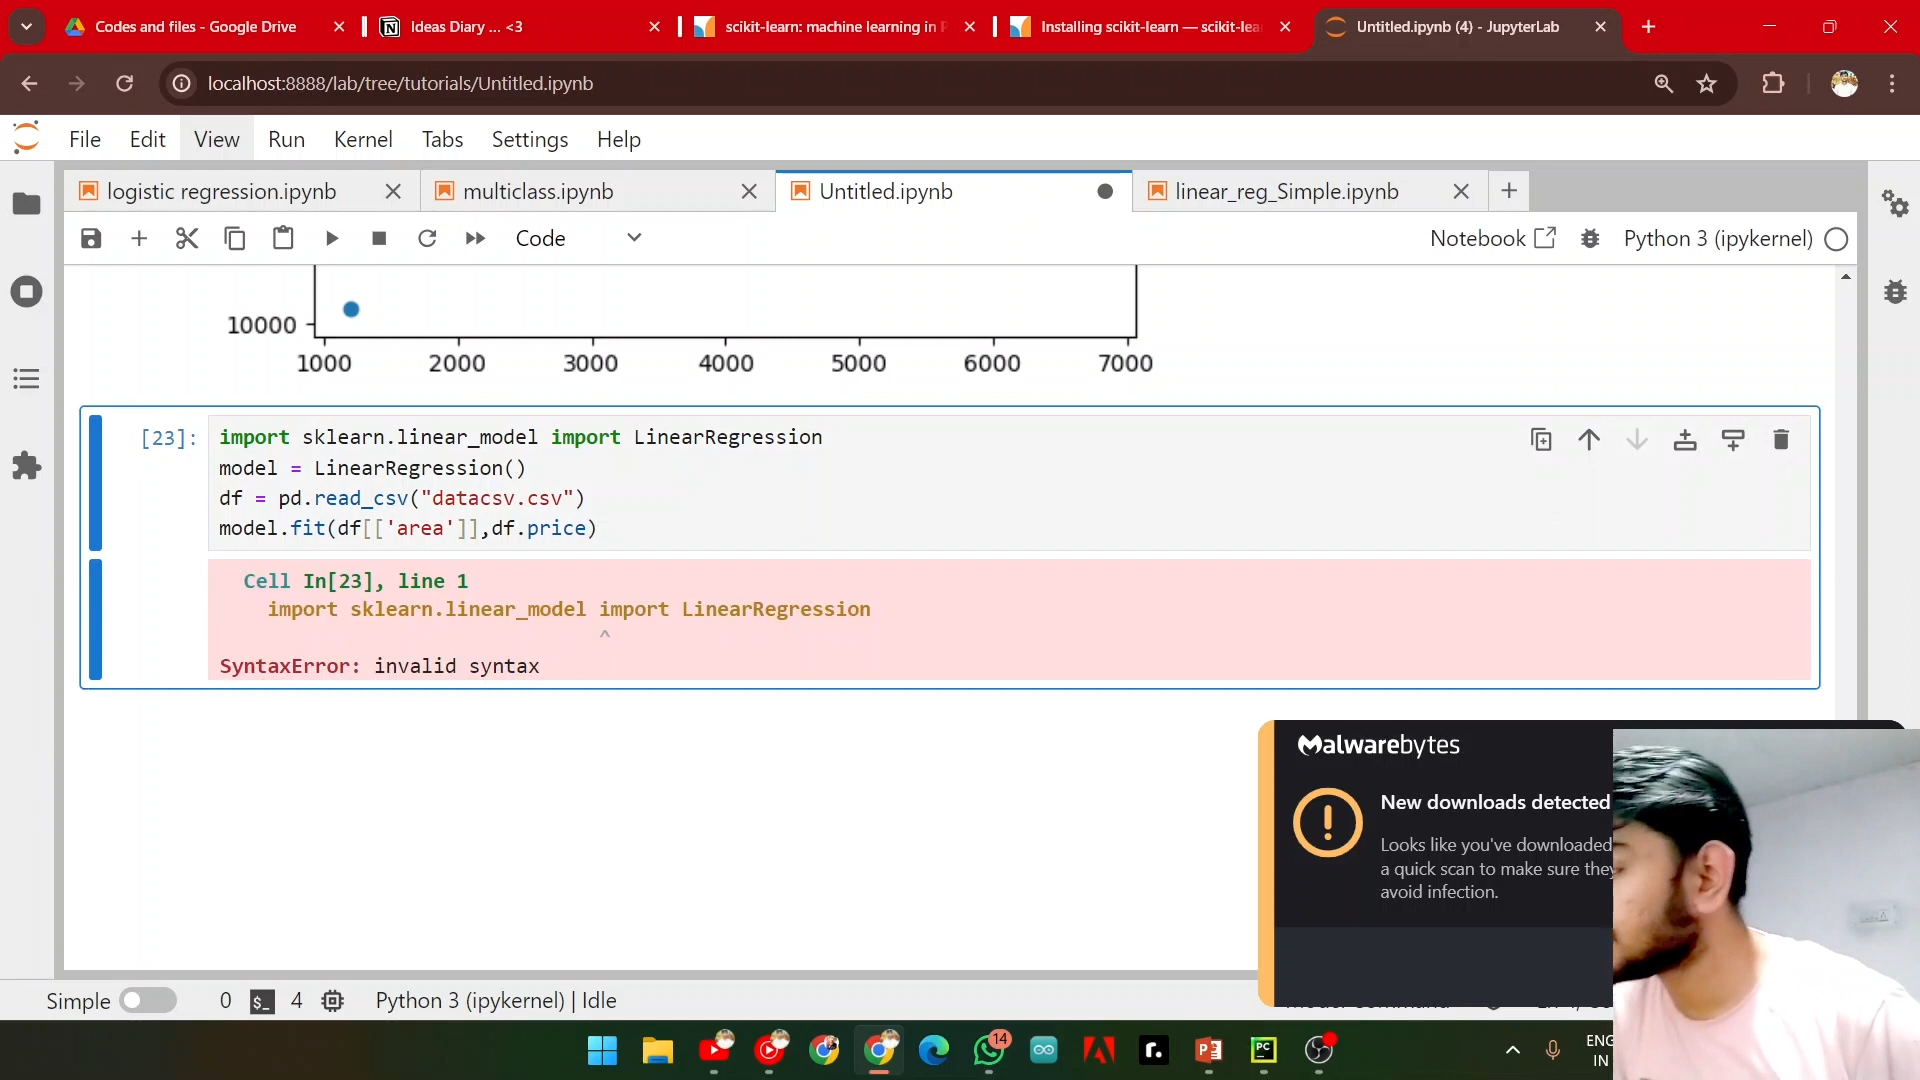 Codes and files - Google Drive
Ideas Diary ... <3
scikit-learn: machine learning in P
Installing scikit-learn — scikit-lea
Untitled.ipynb (4) - JupyterLab
localhost:8888/lab/tree/tutorials/Untitled.ipynb
File Edit View Run Kernel Tabs Settings Help
logistic regression.ipynb
multiclass.ipynb
Untitled.ipynb
linear_reg_Simple.ipynb
Code
Notebook
Python 3 (ipykernel)
10000
1000 2000 3000 4000 5000 6000 7000
[23]:
import sklearn.linear_model import LinearRegression
model = LinearRegression()
df = pd.read_csv("datacsv.csv")
model.fit(df[['area']],df.price)
Cell In[23], line 1
import sklearn.linear_model import LinearRegression
^
SyntaxError: invalid syntax
Malwarebytes
New downloads detected
Looks like you've downloaded
a quick scan to make sure they
avoid infection.
Simple 0 4 Python 3 (ipykernel) | Idle
14
ENG
IN